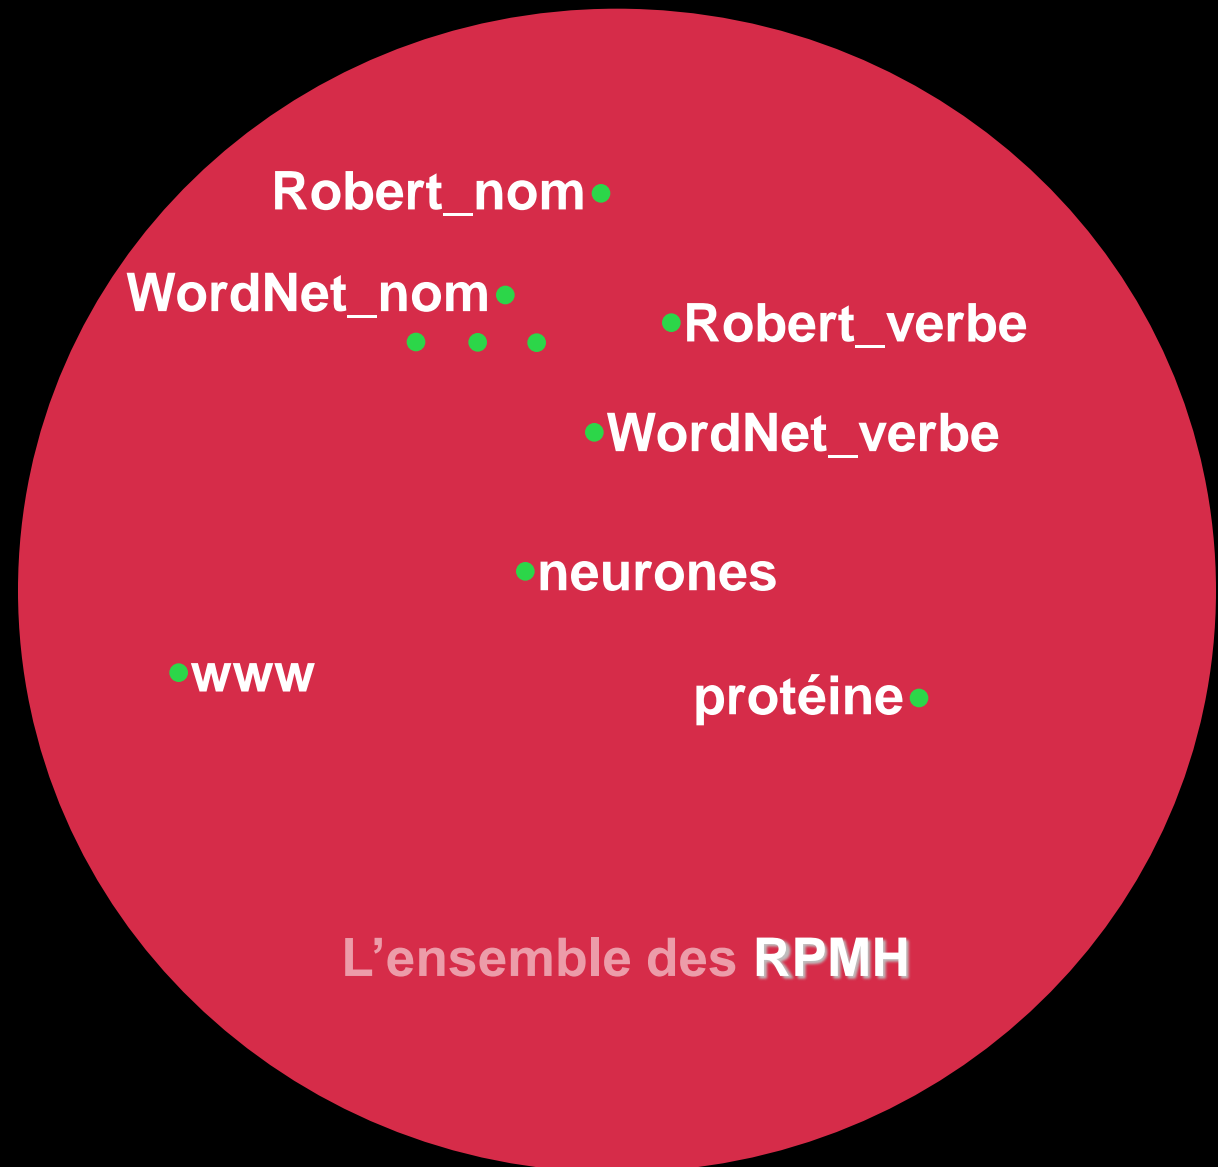 Robert_nom
WordNet_nom
Robert_verbe
WordNet_verbe
neurones
www
protéine
L’ensemble des RPMH